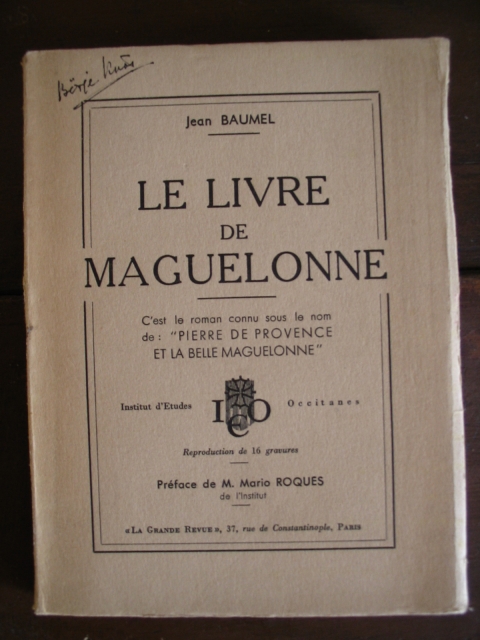 Jean BAUMEL
LE LIVRE
DE
MAGUELONNE
C'est le roman connu sous le nom
de : "PIERRE DE PROVENCE
ET LA BELLE MAGUELONNE"
Institut d'Etudes IEO Occitanes
Reproduction de 16 gravures
Préface de M. Mario ROQUES
de l'Institut
« LA GRANDE REVUE », 37, rue de Constantinople, PARIS